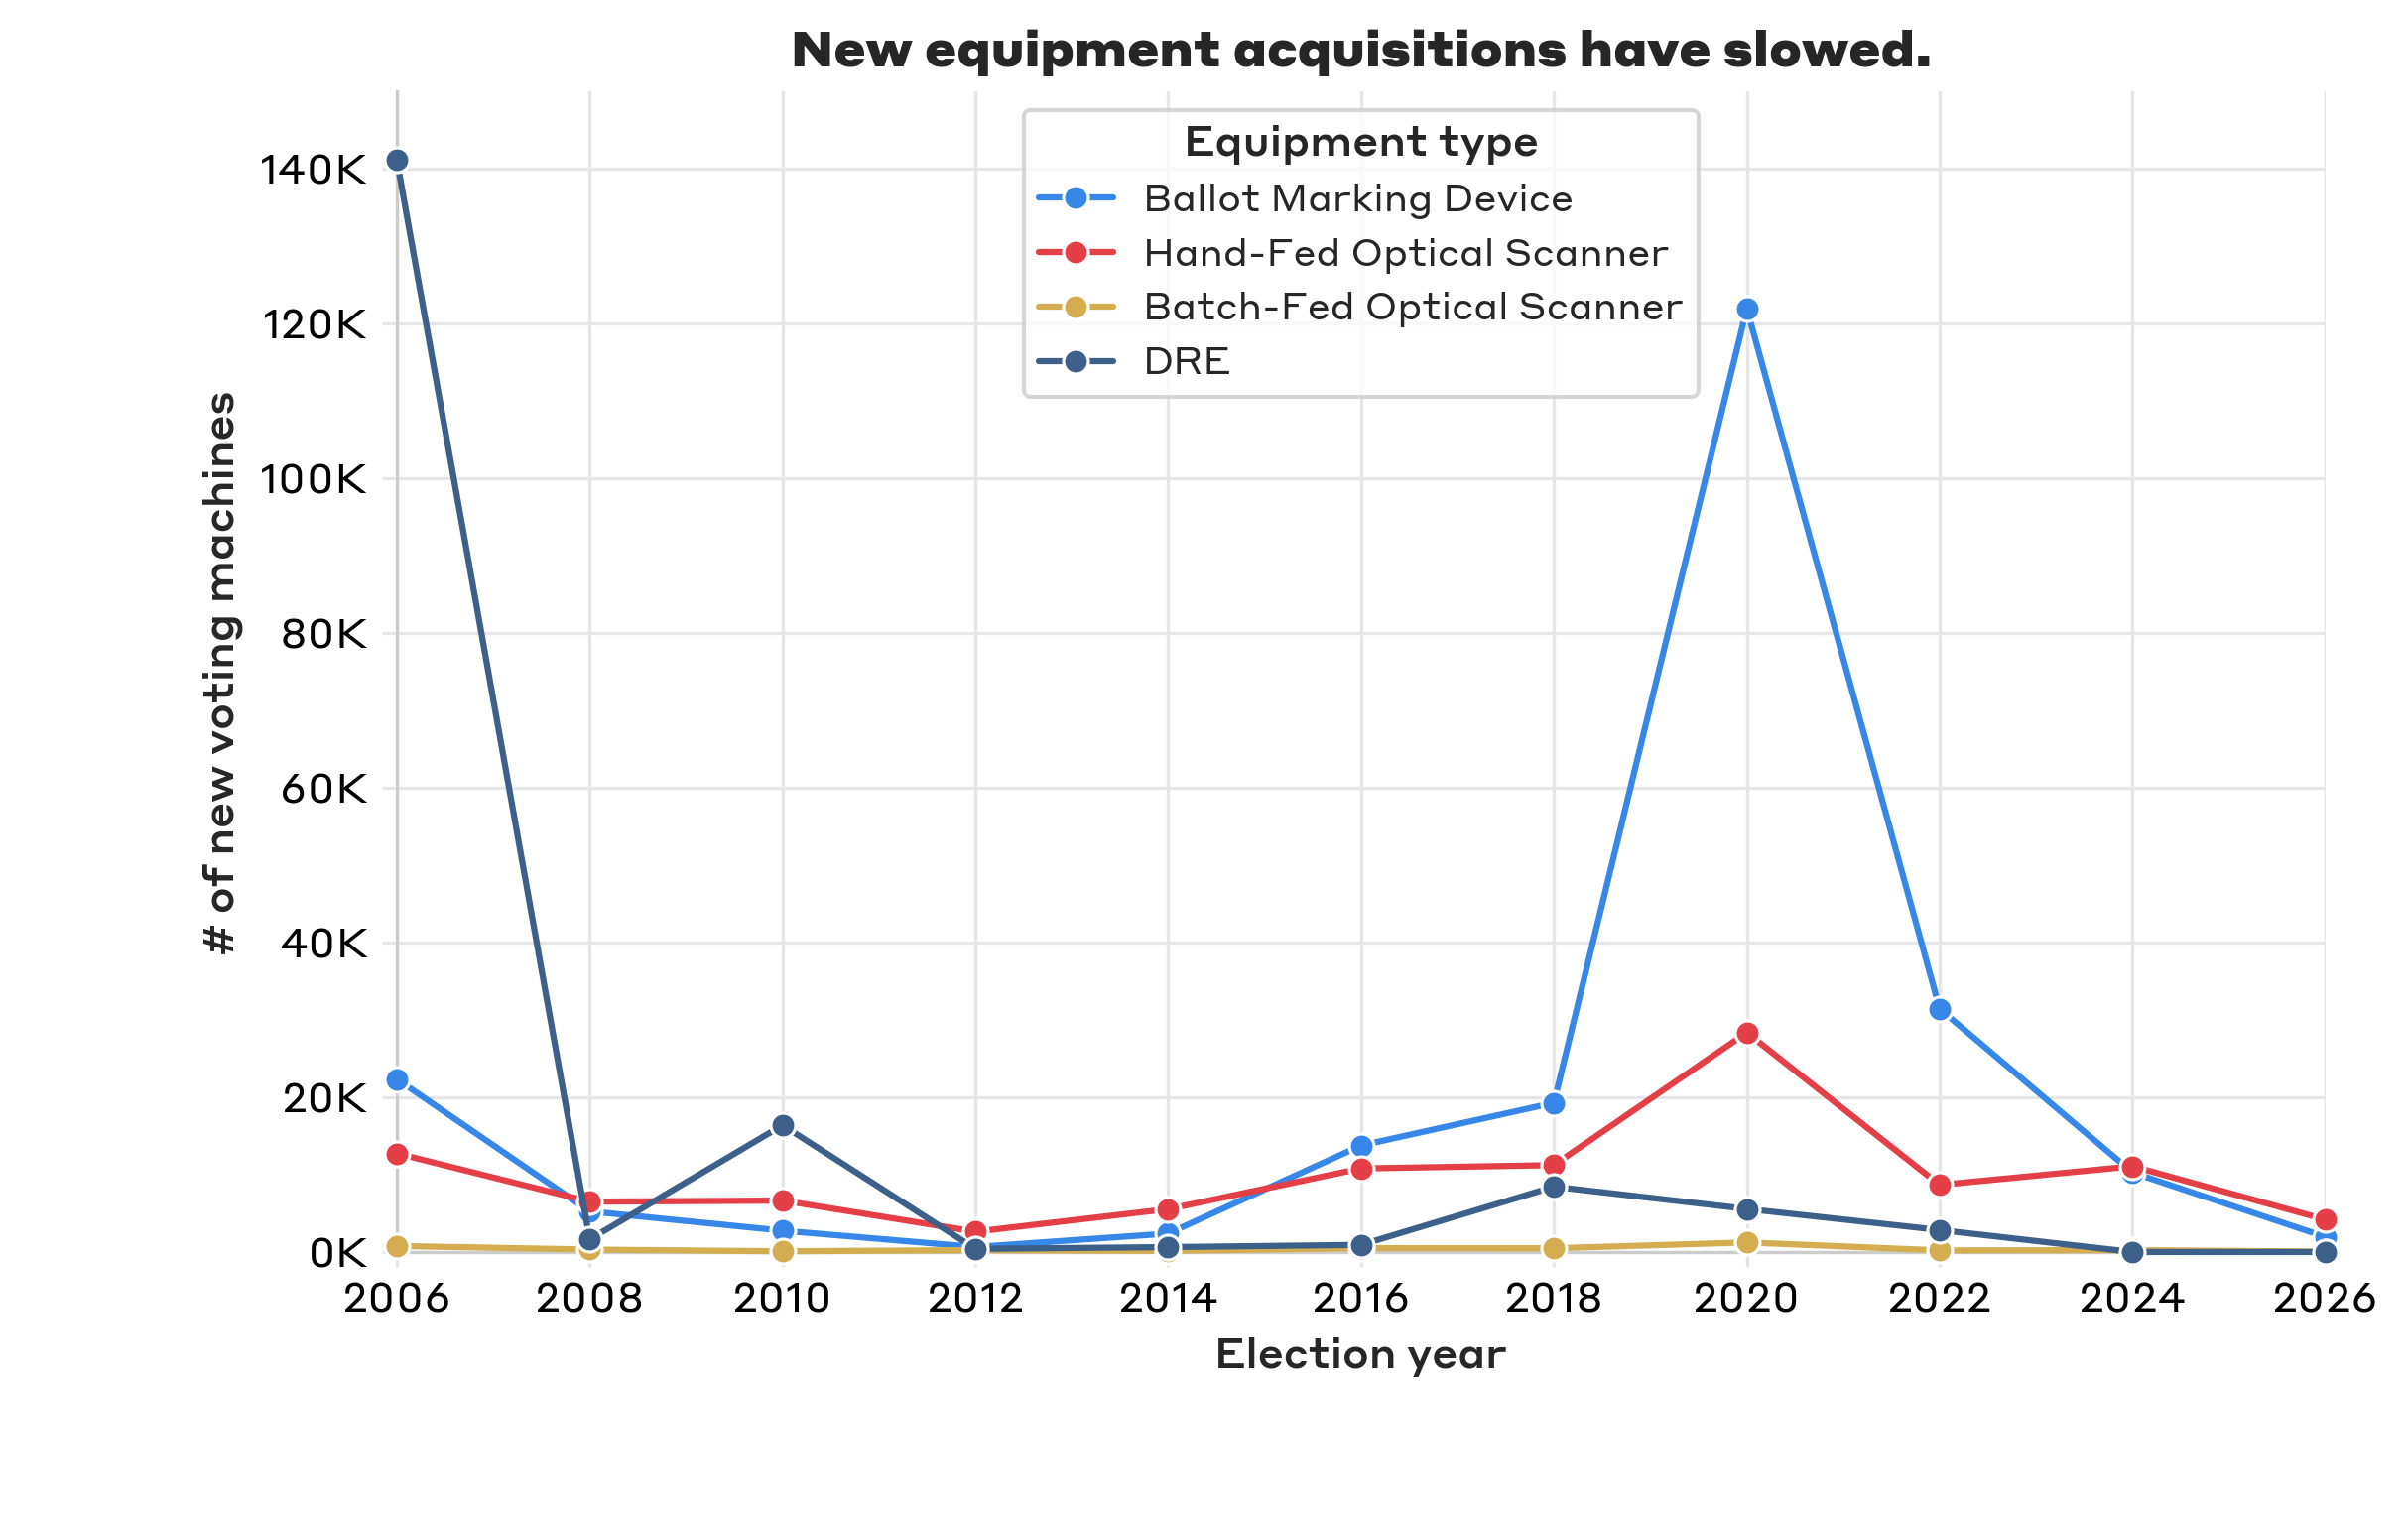 New equipment acquisitions have slowed.
Equipment type
Ballot Marking Device
Hand-Fed Optical Scanner
Batch-Fed Optical Scanner
DRE
# of new voting machines
140K
120K
100K
80K
60K
40K
20K
0K
2006 2008 2010 2012 2014 2016 2018 2020 2022 2024 2026
Election year